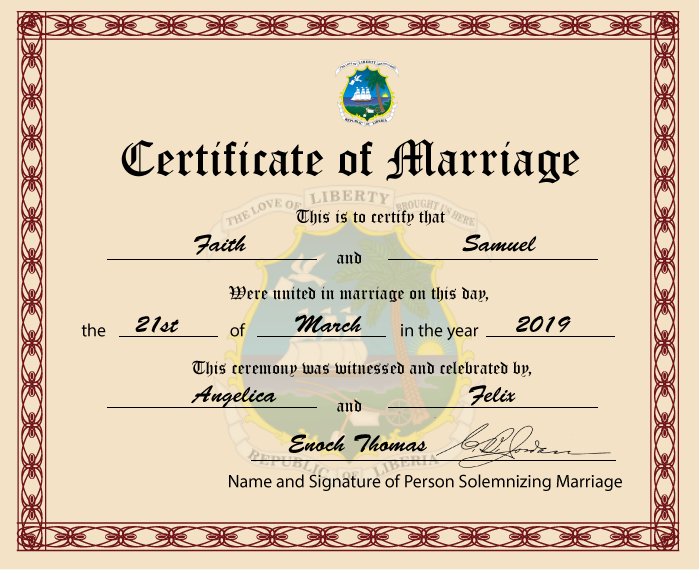 THE LOVE OF LIBERTY BROUGHT US HERE
REPUBLIC OF LIBERIA
Certificate of Marriage
THE LOVE OF LIBERTY BROUGHT US HERE
This is to certify that
Faith and Samuel
Were united in marriage on this day,
the 21st of March in the year 2019
This ceremony was witnessed and celebrated by,
Angelica and Felix
Enoch Thomas
REPUBLIC OF LIBERIA
Name and Signature of Person Solemnizing Marriage